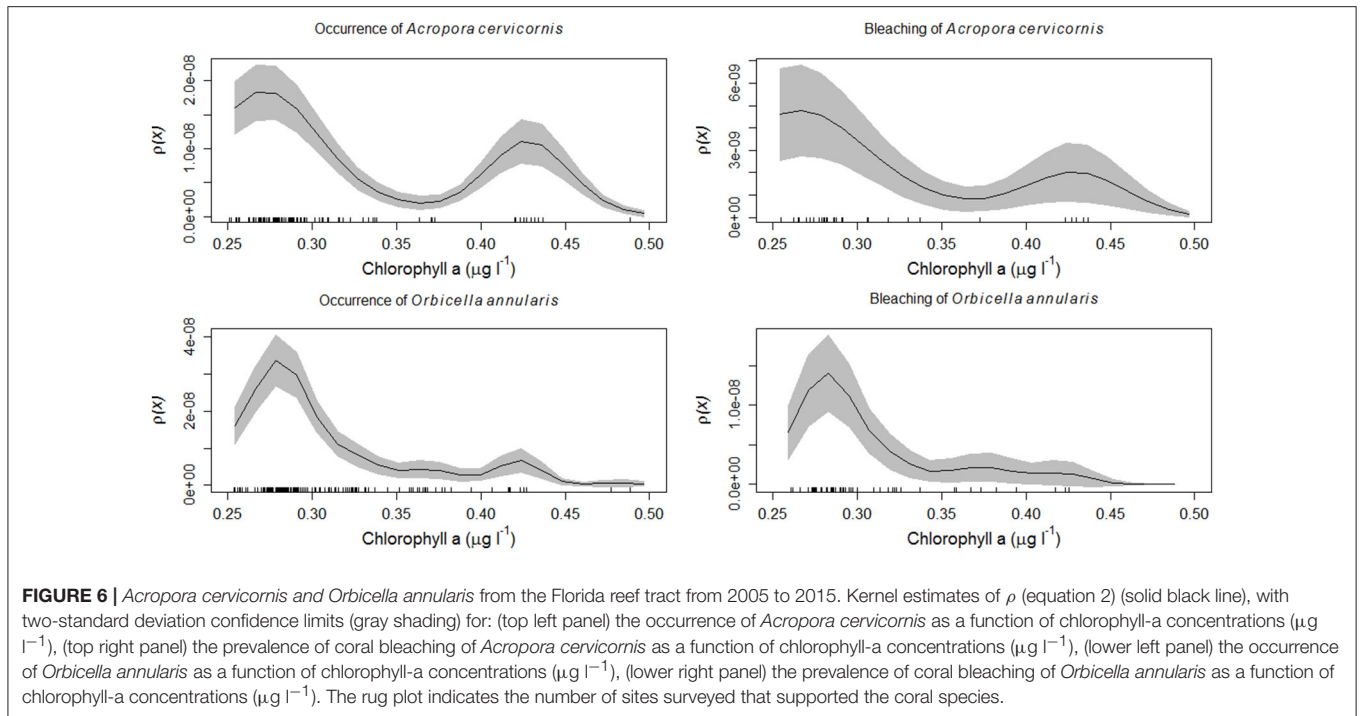 Occurrence of Acropora cervicornis
ρ(x)
0.0e+00 1.0e-08 2.0e-08
0.25 0.30 0.35 0.40 0.45 0.50
Chlorophyll a (μg l⁻¹)
Bleaching of Acropora cervicornis
ρ(x)
0e+00 3e-09 6e-09
0.25 0.30 0.35 0.40 0.45 0.50
Chlorophyll a (μg l⁻¹)
Occurrence of Orbicella annularis
ρ(x)
0e+00 2e-08 4e-08
0.25 0.30 0.35 0.40 0.45 0.50
Chlorophyll a (μg l⁻¹)
Bleaching of Orbicella annularis
ρ(x)
0.0e+00 1.0e-08
0.25 0.30 0.35 0.40 0.45 0.50
Chlorophyll a (μg l⁻¹)
FIGURE 6 | Acropora cervicornis and Orbicella annularis from the Florida reef tract from 2005 to 2015. Kernel estimates of ρ (equation 2) (solid black line), with
two-standard deviation confidence limits (gray shading) for: (top left panel) the occurrence of Acropora cervicornis as a function of chlorophyll-a concentrations (μg
l⁻¹), (top right panel) the prevalence of coral bleaching of Acropora cervicornis as a function of chlorophyll-a concentrations (μg l⁻¹), (lower left panel) the occurrence
of Orbicella annularis as a function of chlorophyll-a concentrations (μg l⁻¹), (lower right panel) the prevalence of coral bleaching of Orbicella annularis as a function of
chlorophyll-a concentrations (μg l⁻¹). The rug plot indicates the number of sites surveyed that supported the coral species.